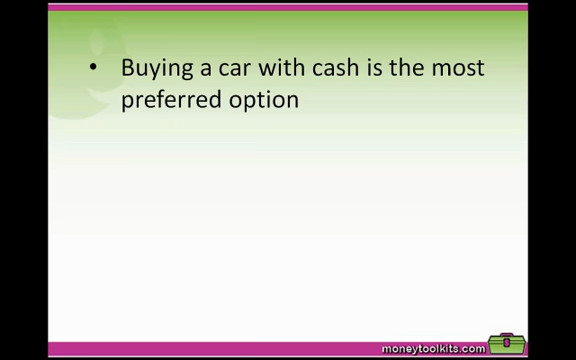 • Buying a car with cash is the most
preferred option
moneytoolkits.com